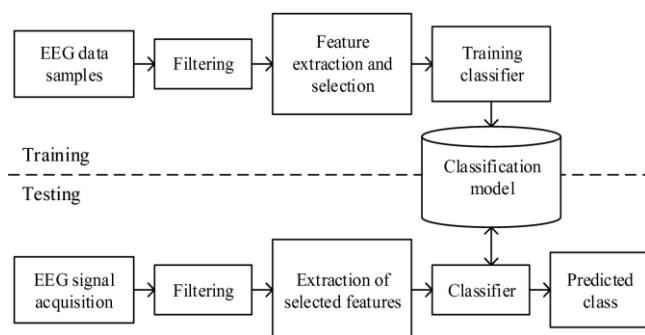 EEG data
samples
Filtering
Feature
extraction and
selection
Training
classifier
Training
Classification
model
Testing
EEG signal
acquisition
Filtering
Extraction of
selected features
Classifier
Predicted
class